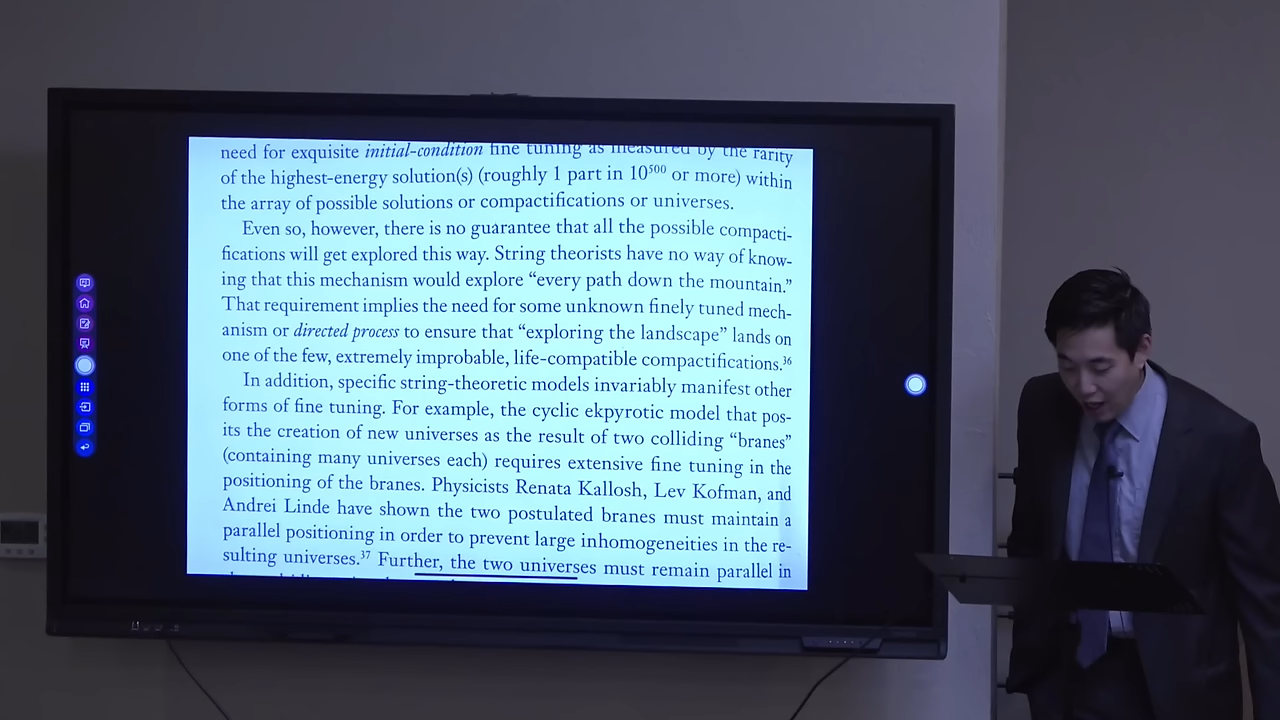 need for exquisite initial-condition fine tuning as measured by the rarity
of the highest-energy solution(s) (roughly 1 part in 10⁵⁰⁰ or more) within
the array of possible solutions or compactifications or universes.
Even so, however, there is no guarantee that all the possible compacti-
fications will get explored this way. String theorists have no way of know-
ing that this mechanism would explore “every path down the mountain.”
That requirement implies the need for some unknown finely tuned mech-
anism or directed process to ensure that “exploring the landscape” lands on
one of the few, extremely improbable, life-compatible compactifications.³⁶
In addition, specific string-theoretic models invariably manifest other
forms of fine tuning. For example, the cyclic ekpyrotic model that pos-
its the creation of new universes as the result of two colliding “branes”
(containing many universes each) requires extensive fine tuning in the
positioning of the branes. Physicists Renata Kallosh, Lev Kofman, and
Andrei Linde have shown the two postulated branes must maintain a
parallel positioning in order to prevent large inhomogeneities in the re-
sulting universes.³⁷ Further, the two universes must remain parallel in